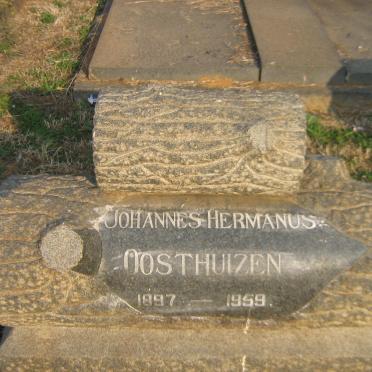 JOHANNES HERMANUS
OOSTHUIZEN
1897 — 1959.